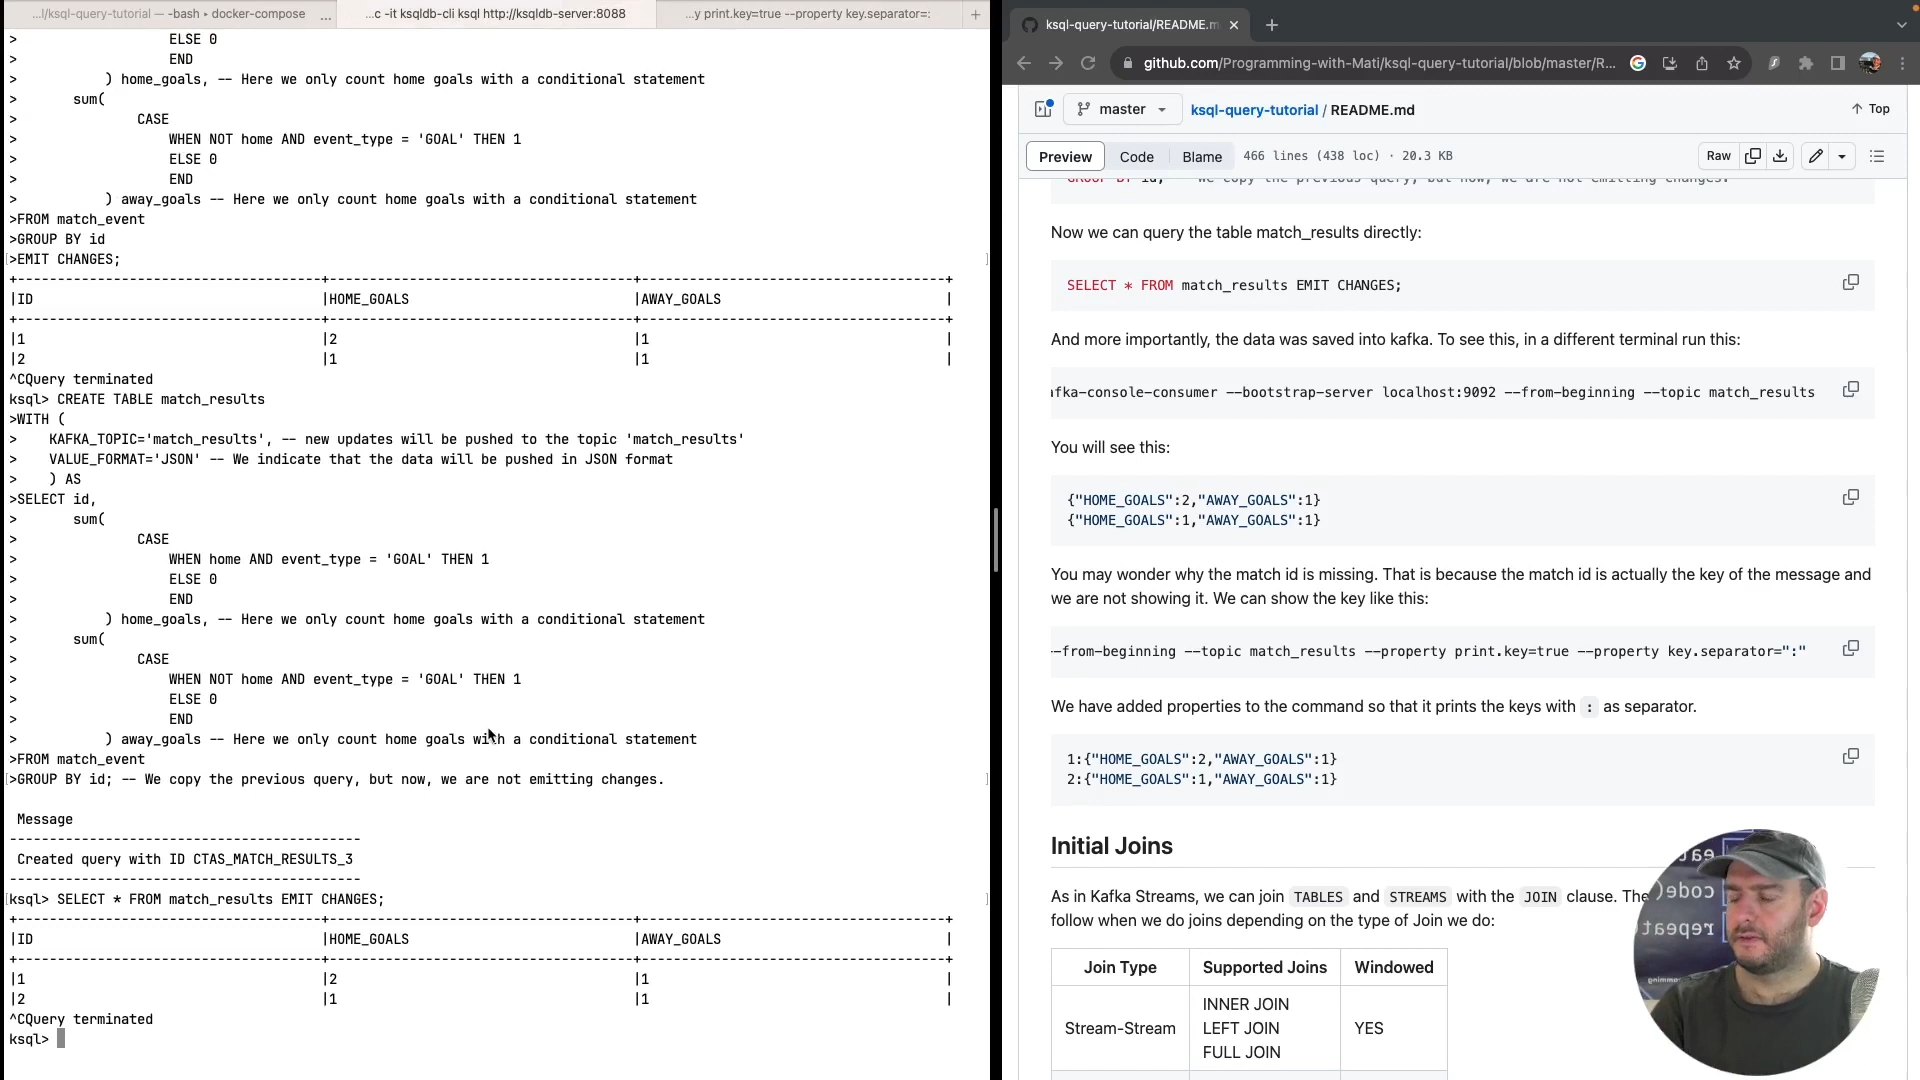 ...l/ksql-query-tutorial — -bash ▸ docker-compose ...
...c -it ksqldb-cli ksql http://ksqldb-server:8088
...y print.key=true --property key.separator=:
> ELSE 0
> END
> ) home_goals, -- Here we only count home goals with a conditional statement
> sum(
> CASE
> WHEN NOT home AND event_type = 'GOAL' THEN 1
> ELSE 0
> END
> ) away_goals -- Here we only count home goals with a conditional statement
>FROM match_event
>GROUP BY id
>EMIT CHANGES;
|ID |HOME_GOALS |AWAY_GOALS |
|1 |2 |1 |
|2 |1 |1 |
^CQuery terminated
ksql> CREATE TABLE match_results
>WITH (
> KAFKA_TOPIC='match_results', -- new updates will be pushed to the topic 'match_results'
> VALUE_FORMAT='JSON' -- We indicate that the data will be pushed in JSON format
> ) AS
>SELECT id,
> sum(
> CASE
> WHEN home AND event_type = 'GOAL' THEN 1
> ELSE 0
> END
> ) home_goals, -- Here we only count home goals with a conditional statement
> sum(
> CASE
> WHEN NOT home AND event_type = 'GOAL' THEN 1
> ELSE 0
> END
> ) away_goals -- Here we only count home goals with a conditional statement
>FROM match_event
>GROUP BY id; -- We copy the previous query, but now, we are not emitting changes.
Message
--------------------------------------------
Created query with ID CTAS_MATCH_RESULTS_3
--------------------------------------------
ksql> SELECT * FROM match_results EMIT CHANGES;
|ID |HOME_GOALS |AWAY_GOALS |
|1 |2 |1 |
|2 |1 |1 |
^CQuery terminated
ksql>
ksql-query-tutorial/README.m
github.com/Programming-with-Mati/ksql-query-tutorial/blob/master/R...
master
ksql-query-tutorial / README.md
Top
Preview Code Blame 466 lines (438 loc) · 20.3 KB Raw
GROUP BY id; -- We copy the previous query, but now, we are not emitting changes.
Now we can query the table match_results directly:
SELECT * FROM match_results EMIT CHANGES;
And more importantly, the data was saved into kafka. To see this, in a different terminal run this:
afka-console-consumer --bootstrap-server localhost:9092 --from-beginning --topic match_results
You will see this:
{"HOME_GOALS":2,"AWAY_GOALS":1}
{"HOME_GOALS":1,"AWAY_GOALS":1}
You may wonder why the match id is missing. That is because the match id is actually the key of the message and
we are not showing it. We can show the key like this:
--from-beginning --topic match_results --property print.key=true --property key.separator=":"
We have added properties to the command so that it prints the keys with : as separator.
1:{"HOME_GOALS":2,"AWAY_GOALS":1}
2:{"HOME_GOALS":1,"AWAY_GOALS":1}
Initial Joins
As in Kafka Streams, we can join TABLES and STREAMS with the JOIN clause. The
follow when we do joins depending on the type of Join we do:
Join Type Supported Joins Windowed
Stream-Stream
INNER JOIN
LEFT JOIN
FULL JOIN
YES
eat
code(
repeat